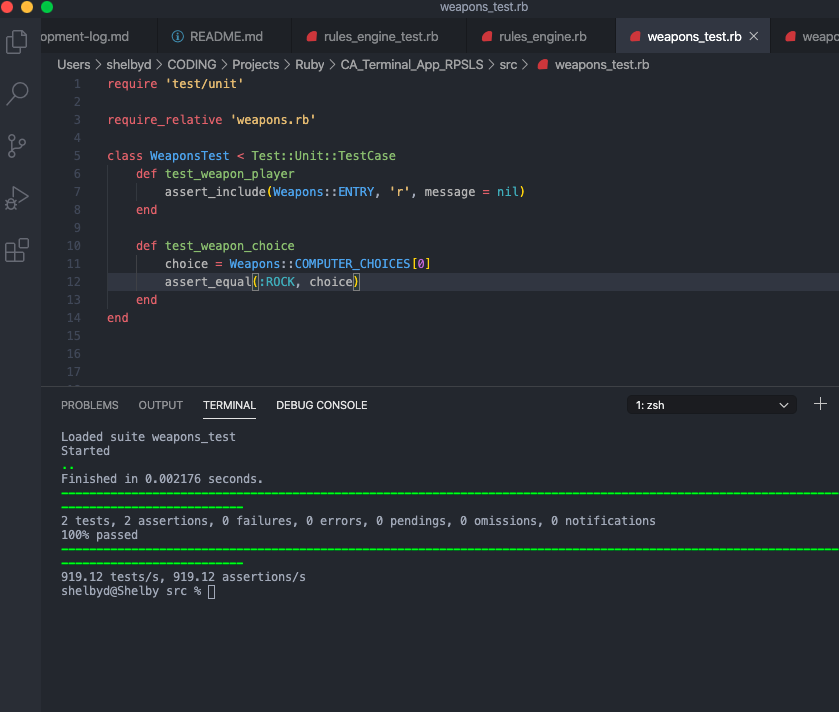 weapons_test.rb
opment-log.md README.md rules_engine_test.rb rules_engine.rb weapons_test.rb × weapo
Users > shelbyd > CODING > Projects > Ruby > CA_Terminal_App_RPSLS > src > weapons_test.rb
1 require 'test/unit'
2
3 require_relative 'weapons.rb'
4
5 class WeaponsTest < Test::Unit::TestCase
6 def test_weapon_player
7 assert_include(Weapons::ENTRY, 'r', message = nil)
8 end
9
10 def test_weapon_choice
11 choice = Weapons::COMPUTER_CHOICES[0]
12 assert_equal(:ROCK, choice)
13 end
14 end
15
16
17
PROBLEMS OUTPUT TERMINAL DEBUG CONSOLE 1: zsh
Loaded suite weapons_test
Started
..
Finished in 0.002176 seconds.
2 tests, 2 assertions, 0 failures, 0 errors, 0 pendings, 0 omissions, 0 notifications
100% passed
919.12 tests/s, 919.12 assertions/s
shelbyd@Shelby src %